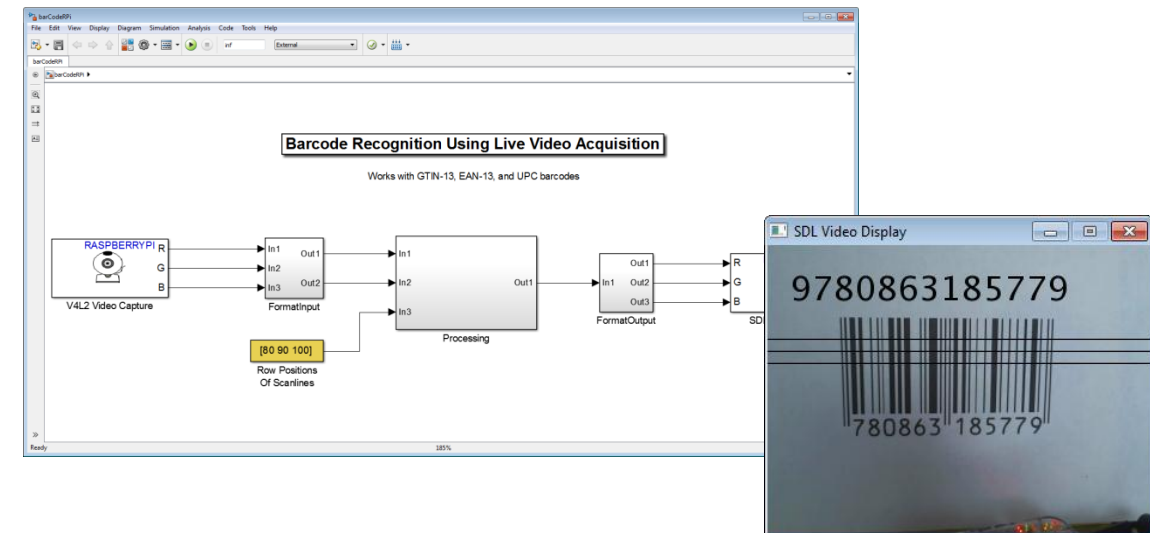 barCodeRPi
File Edit View Display Diagram Simulation Analysis Code Tools Help
inf External
barCodeRPi
barCodeRPi
Barcode Recognition Using Live Video Acquisition
Works with GTIN-13, EAN-13, and UPC barcodes
RASPBERRYPI
R
G
B
V4L2 Video Capture
In1
In2
In3
Out1
Out2
FormatInput
In1
In2
In3
Out1
Processing
[80 90 100]
Row Positions
Of Scanlines
In1
Out1
Out2
Out3
FormatOutput
R
G
B
SD
Ready 185%
SDL Video Display
9780863185779
780863 185779